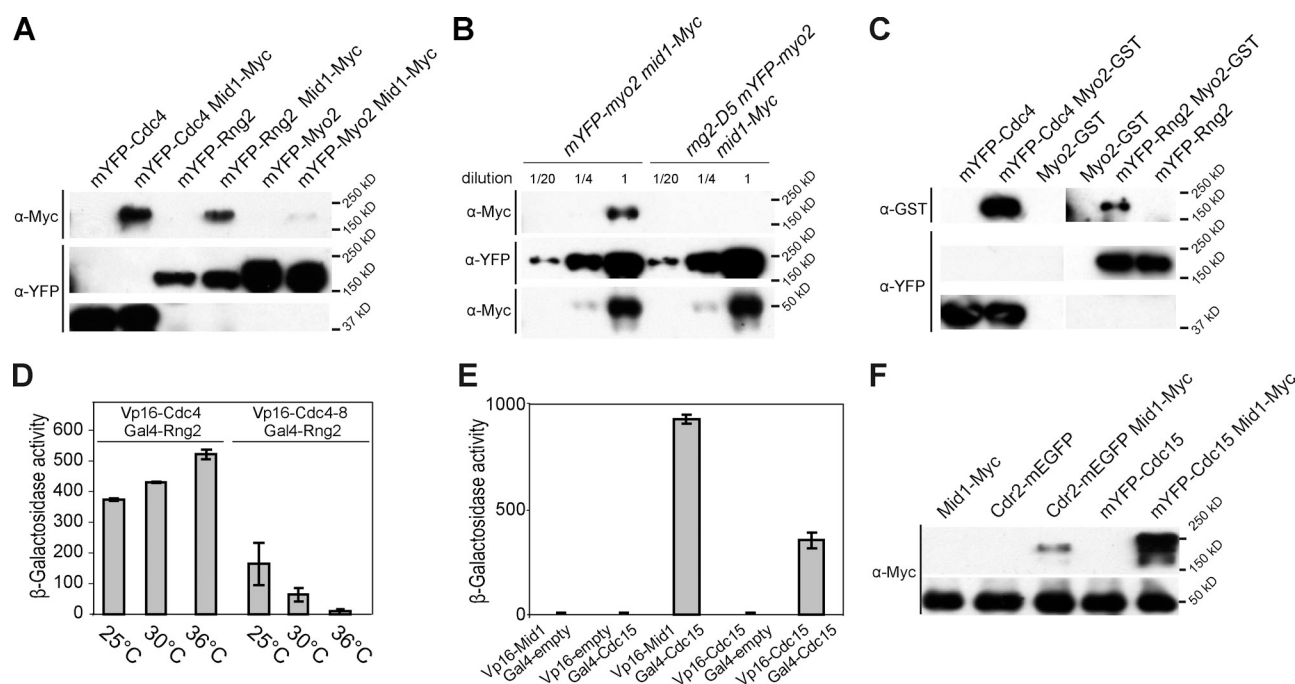 A
mYFP-Cdc4
mYFP-Cdc4 Mid1-Myc
mYFP-Rng2
mYFP-Rng2 Mid1-Myc
mYFP-Myo2
mYFP-Myo2 Mid1-Myc
α-Myc
250 kD
150 kD
α-YFP
250 kD
150 kD
37 kD
B
mYFP-myo2 mid1-Myc
rng2-D5 mYFP-myo2
mid1-Myc
dilution 1/20 1/4 1 1/20 1/4 1
α-Myc
250 kD
150 kD
α-YFP
250 kD
150 kD
α-Myc
50 kD
C
mYFP-Cdc4
mYFP-Cdc4 Myo2-GST
Myo2-GST
Myo2-GST
mYFP-Rng2 Myo2-GST
mYFP-Rng2
α-GST
250 kD
150 kD
α-YFP
250 kD
150 kD
37 kD
D
β-Galactosidase activity
Vp16-Cdc4
Gal4-Rng2
Vp16-Cdc4-8
Gal4-Rng2
600
500
400
300
200
100
0
25°C 30°C 36°C 25°C 30°C 36°C
E
β-Galactosidase activity
1000
500
0
Vp16-Mid1
Gal4-empty
Vp16-empty
Gal4-Cdc15
Vp16-Mid1
Gal4-Cdc15
Vp16-Cdc15
Gal4-empty
Vp16-Cdc15
Gal4-Cdc15
F
Mid1-Myc
Cdr2-mEGFP
Cdr2-mEGFP Mid1-Myc
mYFP-Cdc15
mYFP-Cdc15 Mid1-Myc
α-Myc
250 kD
150 kD
50 kD